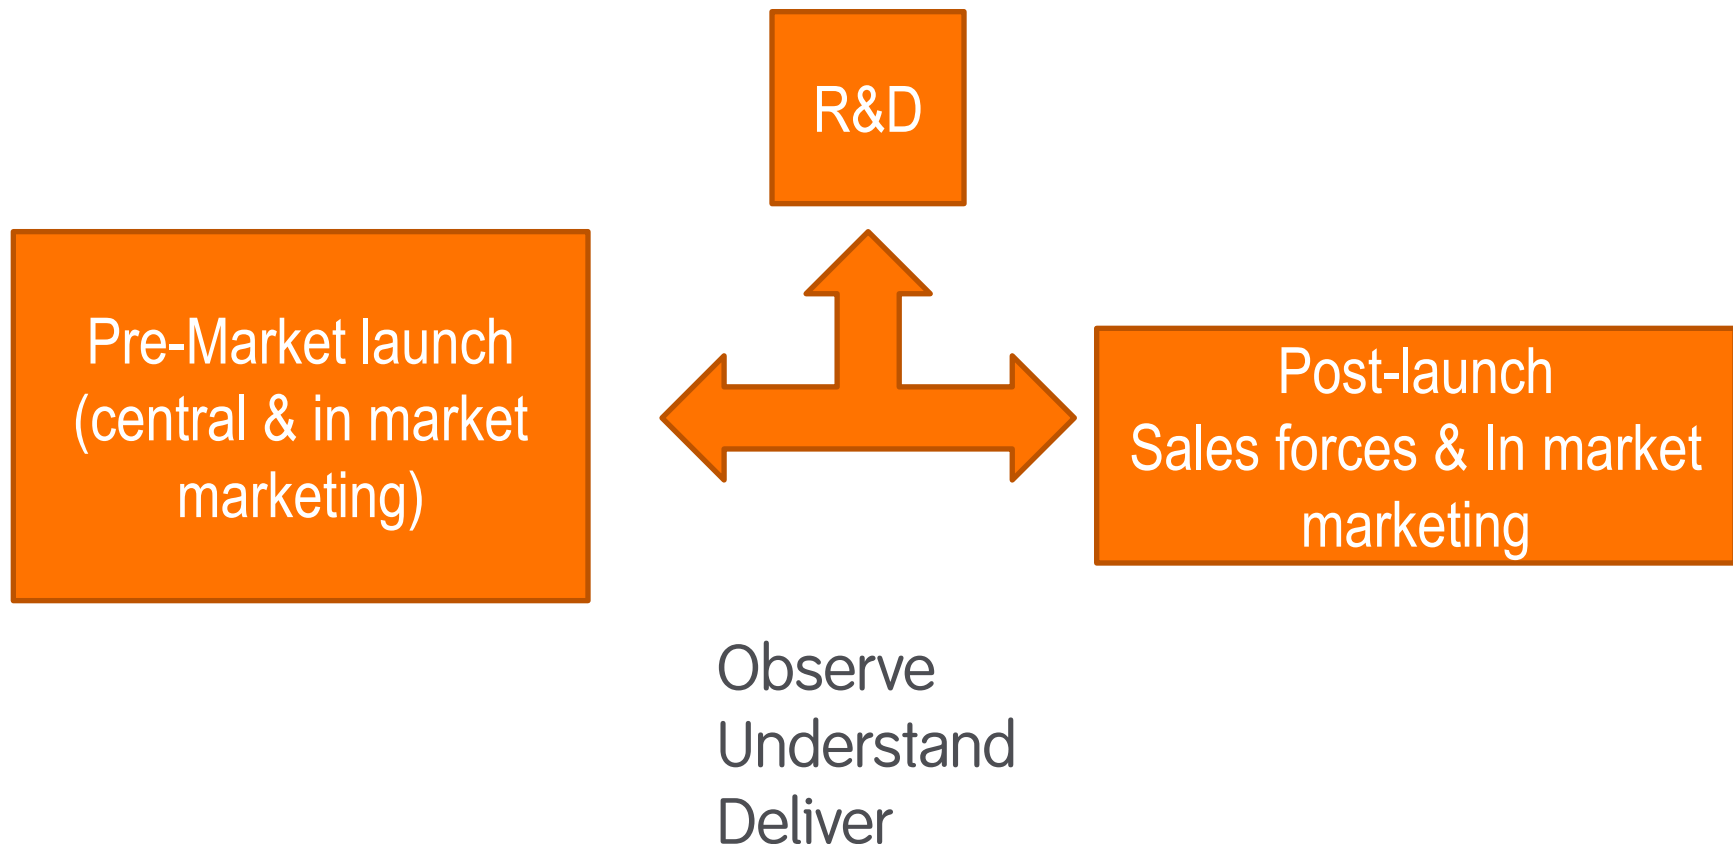 R&D
Pre-Market launch
(central & in market
marketing)
Post-launch
Sales forces & In market
marketing
Observe
Understand
Deliver